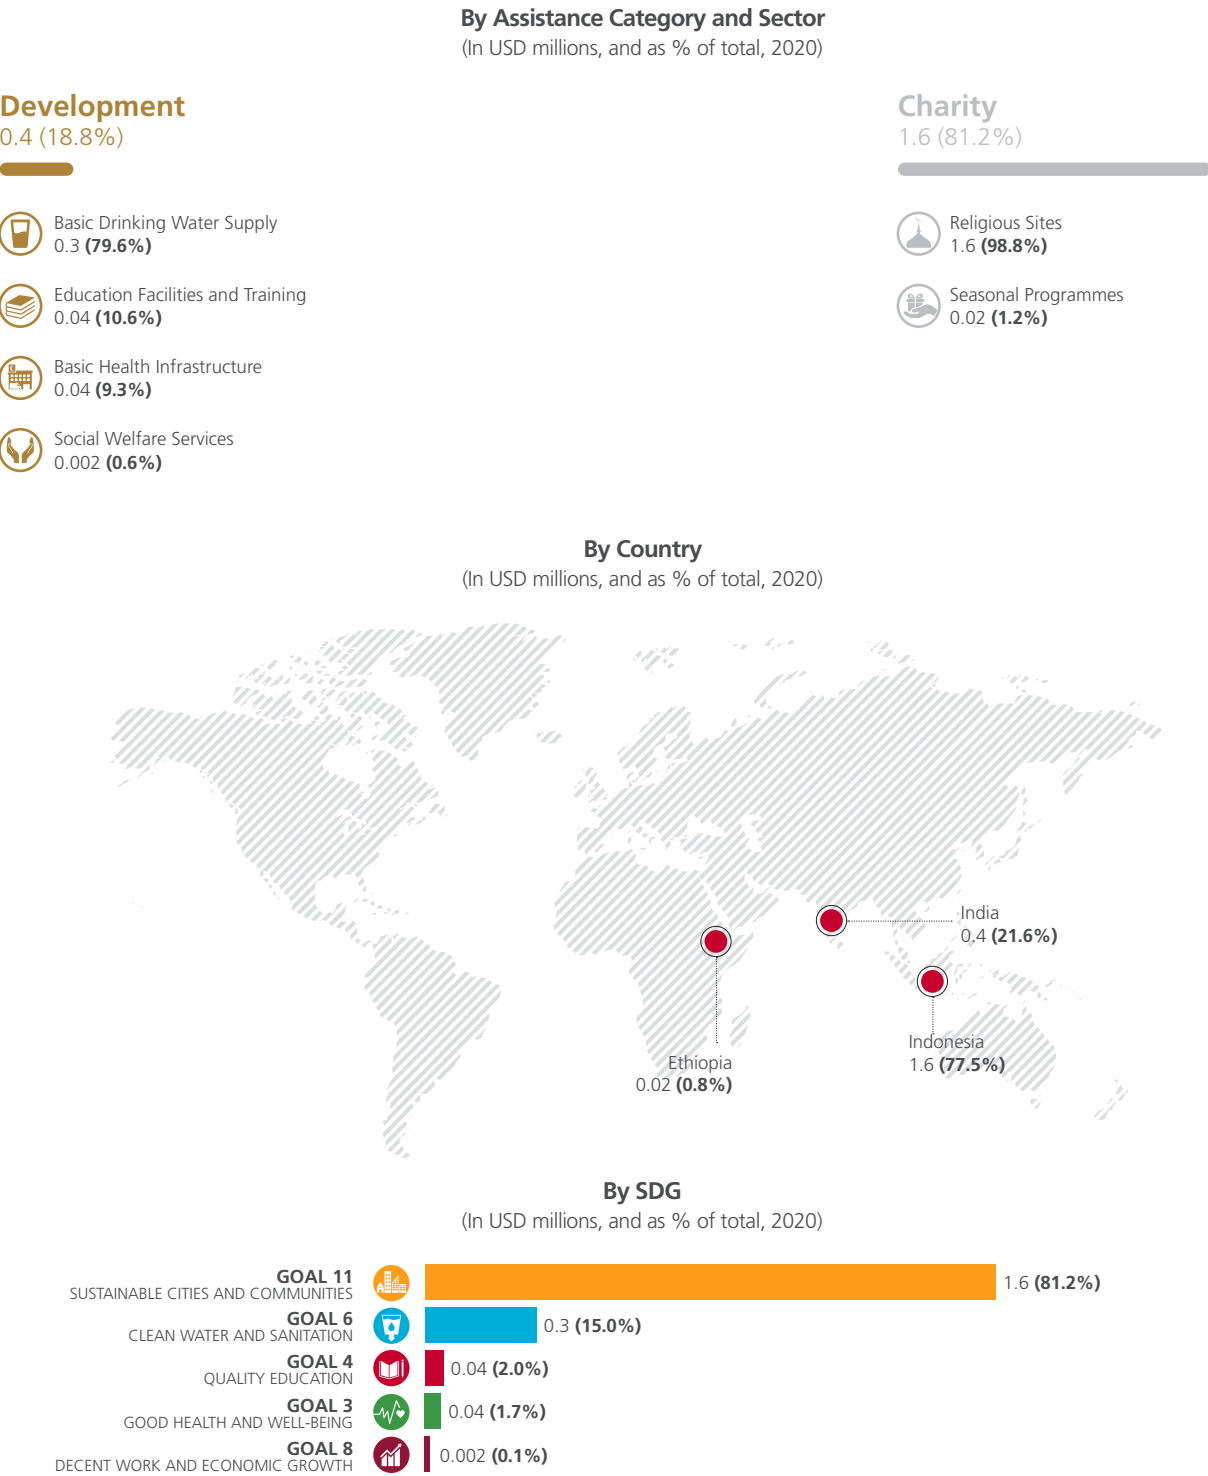 By Assistance Category and Sector
(In USD millions, and as % of total, 2020)
Development
0.4 (18.8%)
Basic Drinking Water Supply
0.3 (79.6%)
Education Facilities and Training
0.04 (10.6%)
Basic Health Infrastructure
0.04 (9.3%)
Social Welfare Services
0.002 (0.6%)
Charity
1.6 (81.2%)
Religious Sites
1.6 (98.8%)
Seasonal Programmes
0.02 (1.2%)
By Country
(In USD millions, and as % of total, 2020)
India
0.4 (21.6%)
Indonesia
1.6 (77.5%)
Ethiopia
0.02 (0.8%)
By SDG
(In USD millions, and as % of total, 2020)
GOAL 11
SUSTAINABLE CITIES AND COMMUNITIES
1.6 (81.2%)
GOAL 6
CLEAN WATER AND SANITATION
0.3 (15.0%)
GOAL 4
QUALITY EDUCATION
0.04 (2.0%)
GOAL 3
GOOD HEALTH AND WELL-BEING
0.04 (1.7%)
GOAL 8
DECENT WORK AND ECONOMIC GROWTH
0.002 (0.1%)